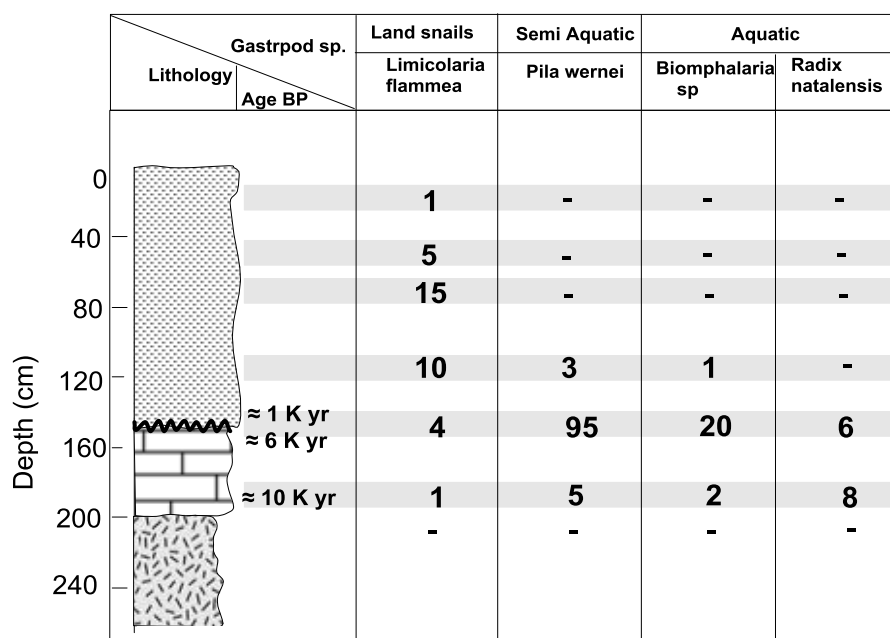 Gastrpod sp.
Lithology
Age BP
Land snails
Semi Aquatic
Aquatic
Limicolaria
flammea
Pila wernei
Biomphalaria
sp
Radix
natalensis
Depth (cm)
0
1 - - -
40
5 - - -
15 - - -
80
10 3 1 -
120
≈ 1 K yr
4 95 20 6
≈ 6 K yr
160
≈ 10 K yr
1 5 2 8
200
- - - -
240